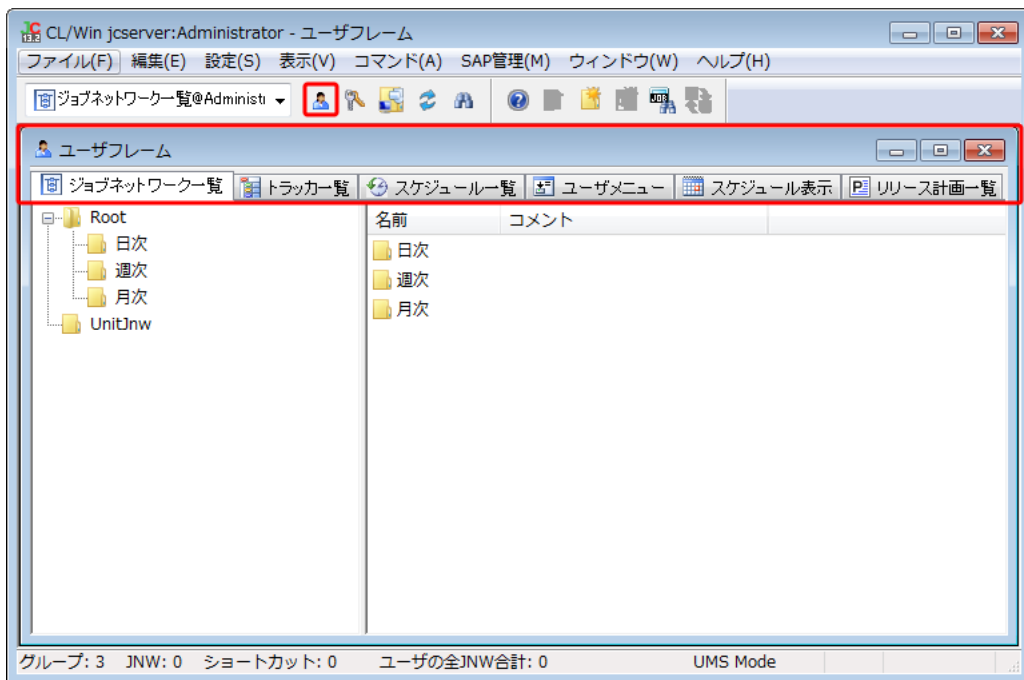 CL/Win jcserver:Administrator - ユーザフレーム
ファイル(F) 編集(E) 設定(S) 表示(V) コマンド(A) SAP管理(M) ウィンドウ(W) ヘルプ(H)
ジョブネットワーク一覧@Administ
ユーザフレーム
ジョブネットワーク一覧 トラッカ一覧 スケジュール一覧 ユーザメニュー スケジュール表示 リリース計画一覧
Root
日次
週次
月次
UnitJnw
名前 コメント
日次
週次
月次
グループ: 3 JNW: 0 ショートカット: 0 ユーザの全JNW合計: 0 UMS Mode